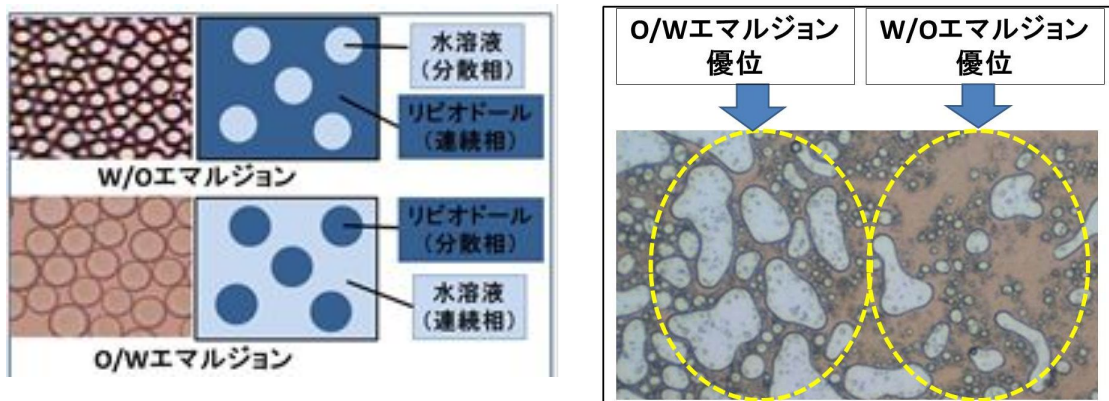 水溶液
（分散相）
リピオドール
（連続相）
W/Oエマルジョン
リピオドール
（分散相）
水溶液
（連続相）
O/Wエマルジョン
O/Wエマルジョン
優位
W/Oエマルジョン
優位